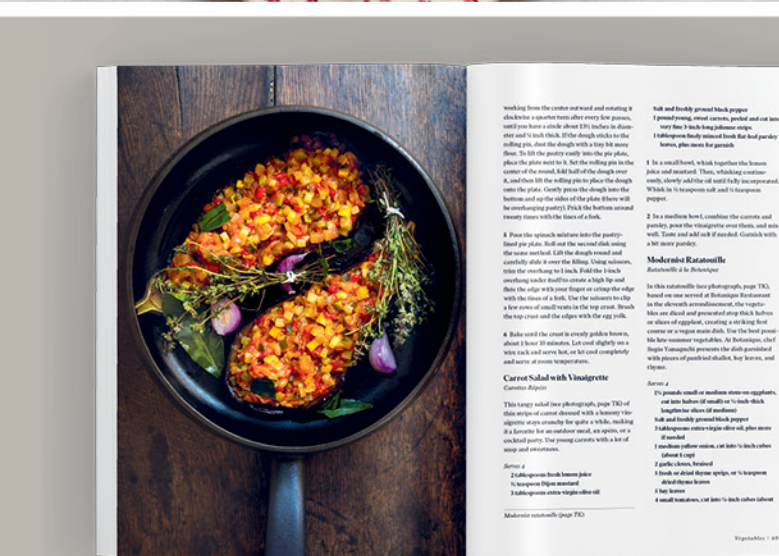 working from the center outward and rotating it
clockwise a quarter turn after every few passes,
until you have a circle about 13½ inches in diam-
eter and ¼ inch thick. If the dough sticks to the
rolling pin, dust the dough with a tiny bit more
flour. To lift the pastry easily into the pie plate,
place the plate next to it. Set the rolling pin in the
center of the round, fold half of the dough over
it, and then lift the rolling pin to place the dough
onto the plate. Gently press the dough into the
bottom and up the sides of the plate (there will
be overhanging pastry). Prick the bottom around
twenty times with the tines of a fork.
5 Pour the spinach mixture into the pastry-
lined pie plate. Roll out the second disk using
the same method. Lift the dough round and
carefully slide it over the filling. Using scissors,
trim the overhang to 1 inch. Fold the 1-inch
overhang under itself to create a high lip and
flute the edge with your finger or crimp the edge
with the tines of a fork. Use the scissors to clip
a few rows of small vents in the top crust. Brush
the top crust and the edges with the egg yolk.
6 Bake until the crust is evenly golden brown,
about 1 hour 10 minutes. Let cool slightly on a
wire rack and serve hot, or let cool completely
and serve at room temperature.
Carrot Salad with Vinaigrette
Carottes Râpées
This tangy salad (see photograph, page TK) of
thin strips of carrot dressed with a lemony vin-
aigrette stays crunchy for quite a while, making
it a favorite for an outdoor meal, an apéro, or a
cocktail party. Use young carrots with a lot of
snap and sweetness.
Serves 4
2 tablespoons fresh lemon juice
½ teaspoon Dijon mustard
3 tablespoons extra-virgin olive oil
Modernist ratatouille (page TK)
Salt and freshly ground black pepper
1 pound young, sweet carrots, peeled and cut into
very fine 3-inch-long julienne strips
1 tablespoon finely minced fresh flat-leaf parsley
leaves, plus more for garnish
1 In a small bowl, whisk together the lemon
juice and mustard. Then, whisking continu-
ously, slowly add the oil until fully incorporated.
Whisk in ¼ teaspoon salt and ¼ teaspoon
pepper.
2 In a medium bowl, combine the carrots and
parsley, pour the vinaigrette over them, and mix
well. Taste and add salt if needed. Garnish with
a bit more parsley.
Modernist Ratatouille
Ratatouille à la Botanique
In this ratatouille (see photograph, page TK),
based on one served at Botanique Restaurant
in the eleventh arrondissement, the vegeta-
bles are diced and presented atop thick halves
or slices of eggplant, creating a striking first
course or a vegan main dish. Use the best possi-
ble late-summer vegetables. At Botanique, chef
Sugio Yamaguchi presents the dish garnished
with pieces of panfried shallot, bay leaves, and
thyme.
Serves 4
pounds small or medium stem-on eggplants,
cut into halves (if small) or ½-inch-thick
lengthwise slices (if medium)
Salt and freshly ground black pepper
3 tablespoons extra-virgin olive oil, plus more
if needed
1 medium yellow onion, cut into ¼-inch cubes
(about 1 cup)
2 garlic cloves, bruised
5 fresh or dried thyme sprigs, or ½ teaspoon
dried thyme leaves
bay leaves
4 small tomatoes, cut into ¼-inch cubes (about
Vegetables |